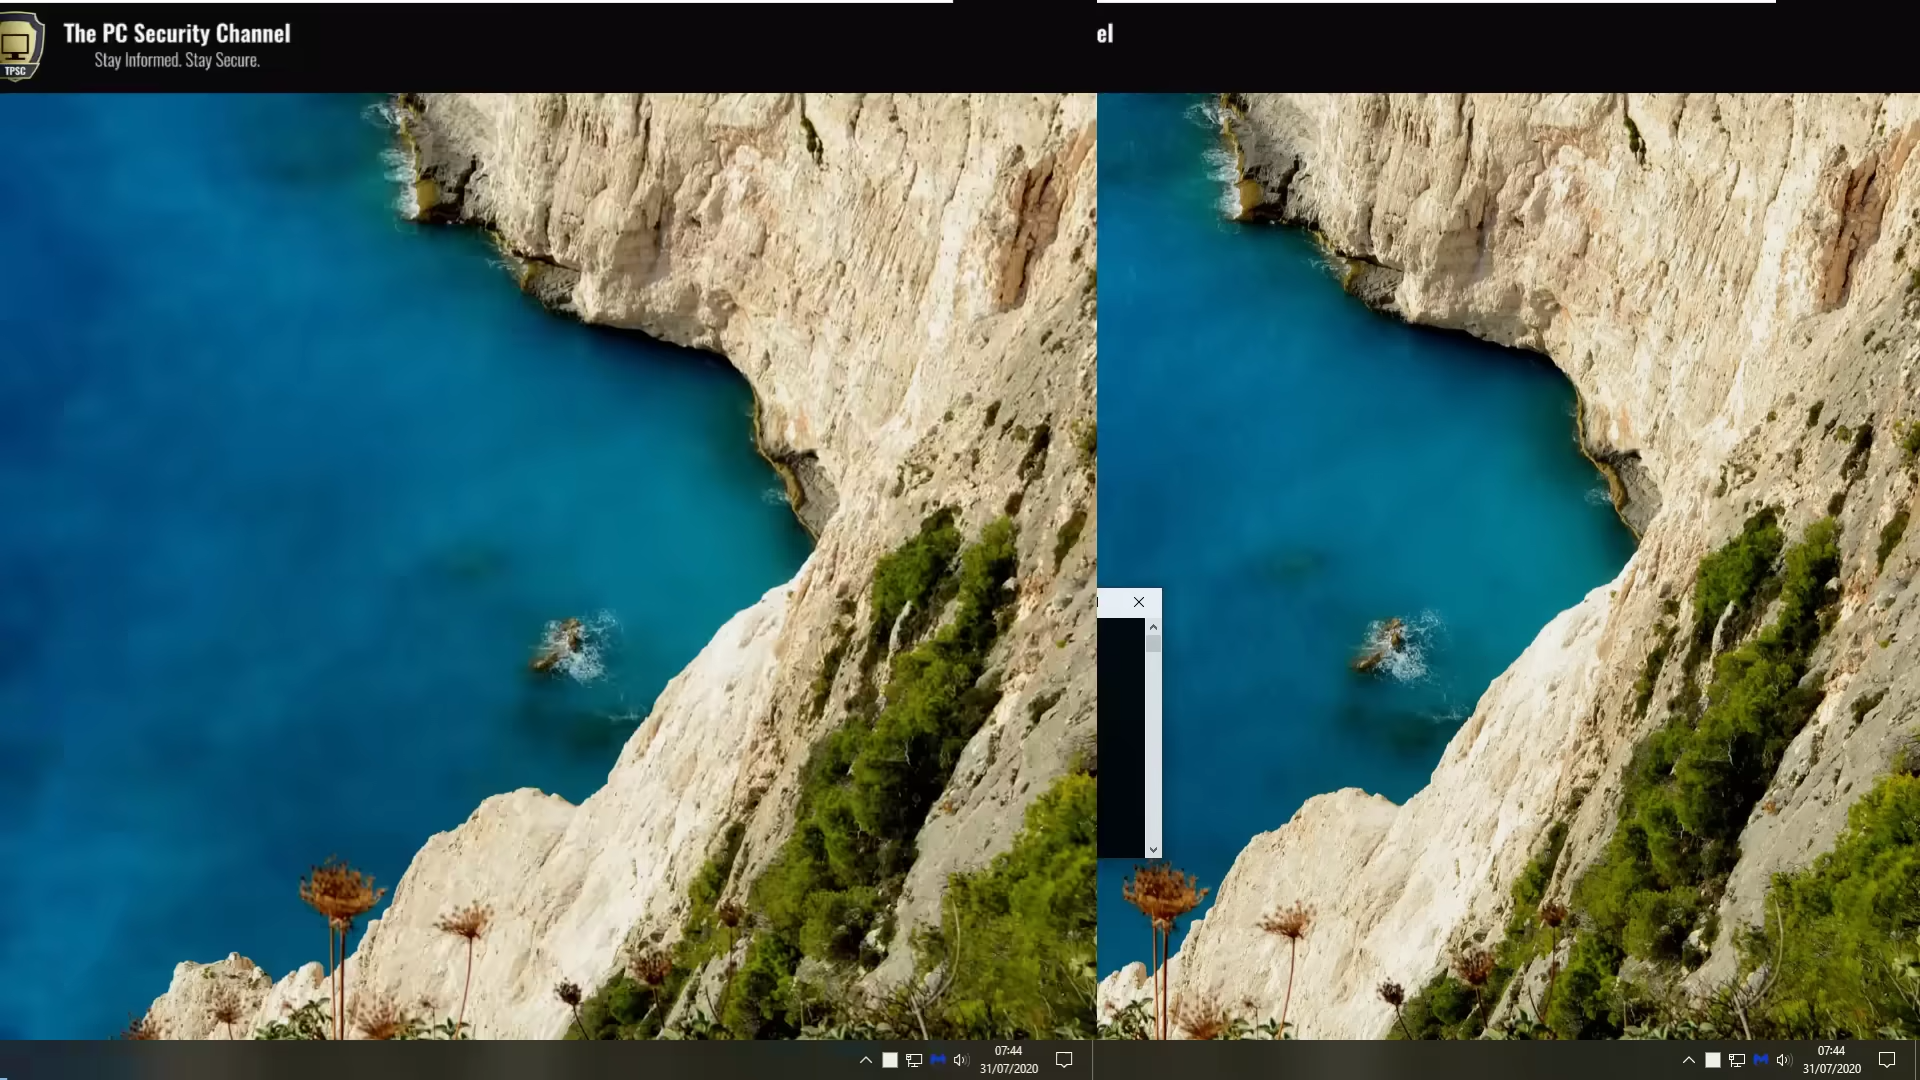 The PC Security Channel
Stay Informed. Stay Secure.
TPSC
el
07:44
31/07/2020
07:44
31/07/2020